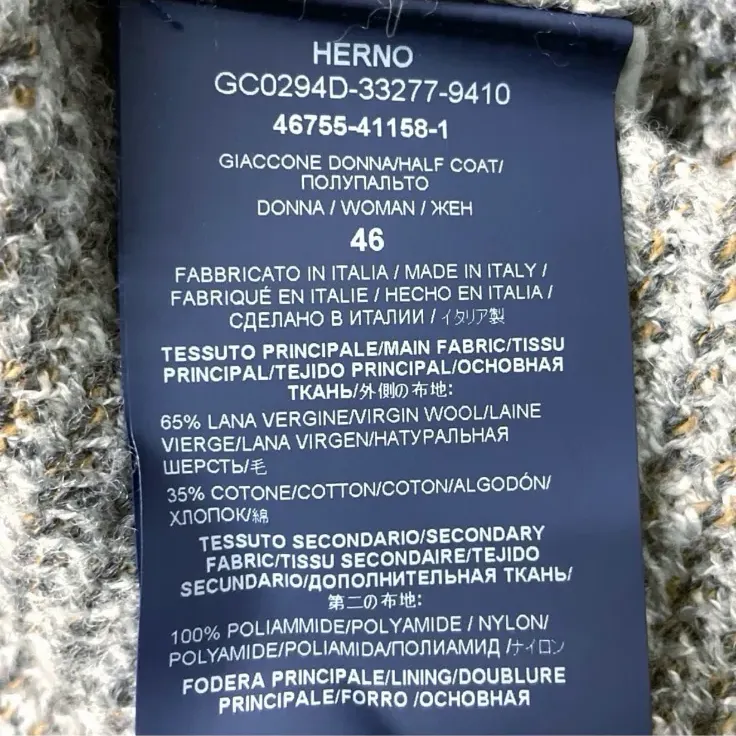 HERNO
GC0294D-33277-9410
46755-41158-1
GIACCONE DONNA/HALF COAT/
ПОЛУПАЛЬТО
DONNA / WOMAN / ЖЕН
46
FABBRICATO IN ITALIA / MADE IN ITALY /
FABRIQUÉ EN ITALIE / HECHO EN ITALIA /
СДЕЛАНО В ИТАЛИИ / イタリア製
TESSUTO PRINCIPALE/MAIN FABRIC/TISSU
PRINCIPAL/TEJIDO PRINCIPAL/ОСНОВНАЯ
ТКАНЬ/外側の布地:
65% LANA VERGINE/VIRGIN WOOL/LAINE
VIERGE/LANA VIRGEN/НАТУРАЛЬНАЯ
ШЕРСТЬ/毛
35% COTONE/COTTON/COTON/ALGODÓN/
ХЛОПОК/綿
TESSUTO SECONDARIO/SECONDARY
FABRIC/TISSU SECONDAIRE/TEJIDO
SECUNDARIO/ДОПОЛНИТЕЛЬНАЯ ТКАНЬ/
第二の布地:
100% POLIAMMIDE/POLYAMIDE / NYLON/
POLYAMIDE/POLIAMIDA/ПОЛИАМИД /ナイロン
FODERA PRINCIPALE/LINING/DOUBLURE
PRINCIPALE/FORRO /ОСНОВНАЯ